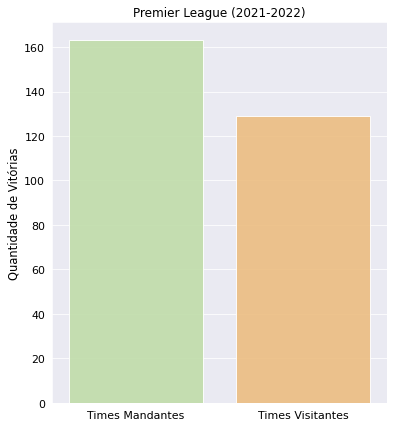 Premier League (2021-2022)
Quantidade de Vitórias
160
140
120
100
80
60
40
20
0
Times Mandantes
Times Visitantes